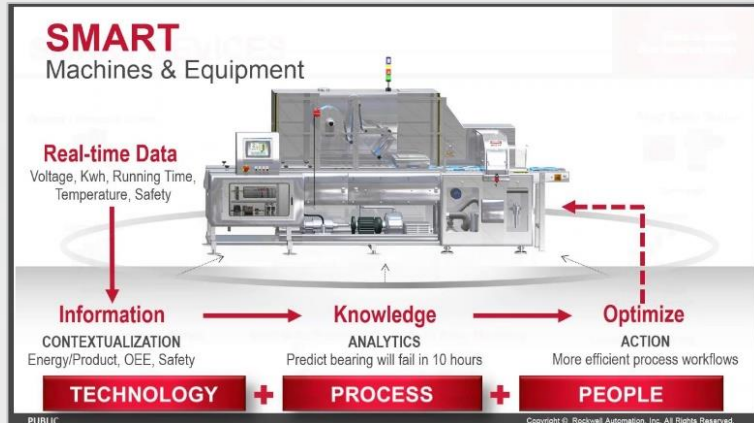 SMART
Machines & Equipment
Real-time Data
Voltage, Kwh, Running Time,
Temperature, Safety
Information
Knowledge
Optimize
CONTEXTUALIZATION
ANALYTICS
ACTION
Energy/Product, OEE, Safety
Predict bearing will fail in 10 hours
More efficient process workflows
TECHNOLOGY + PROCESS + PEOPLE
PUBLIC
Copyright © Rockwell Automation, Inc. All Rights Reserved.